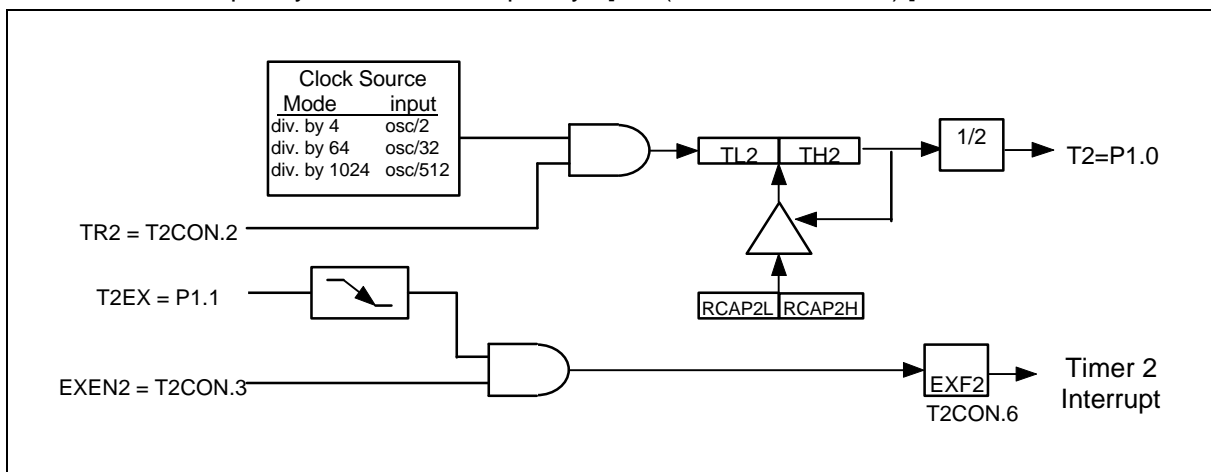 Clock Source
Mode input
div. by 4 osc/2
div. by 64 osc/32
div. by 1024 osc/512
TL2 TH2
1/2
T2=P1.0
TR2 = T2CON.2
T2EX = P1.1
RCAP2L RCAP2H
EXEN2 = T2CON.3
EXF2
T2CON.6
Timer 2
Interrupt